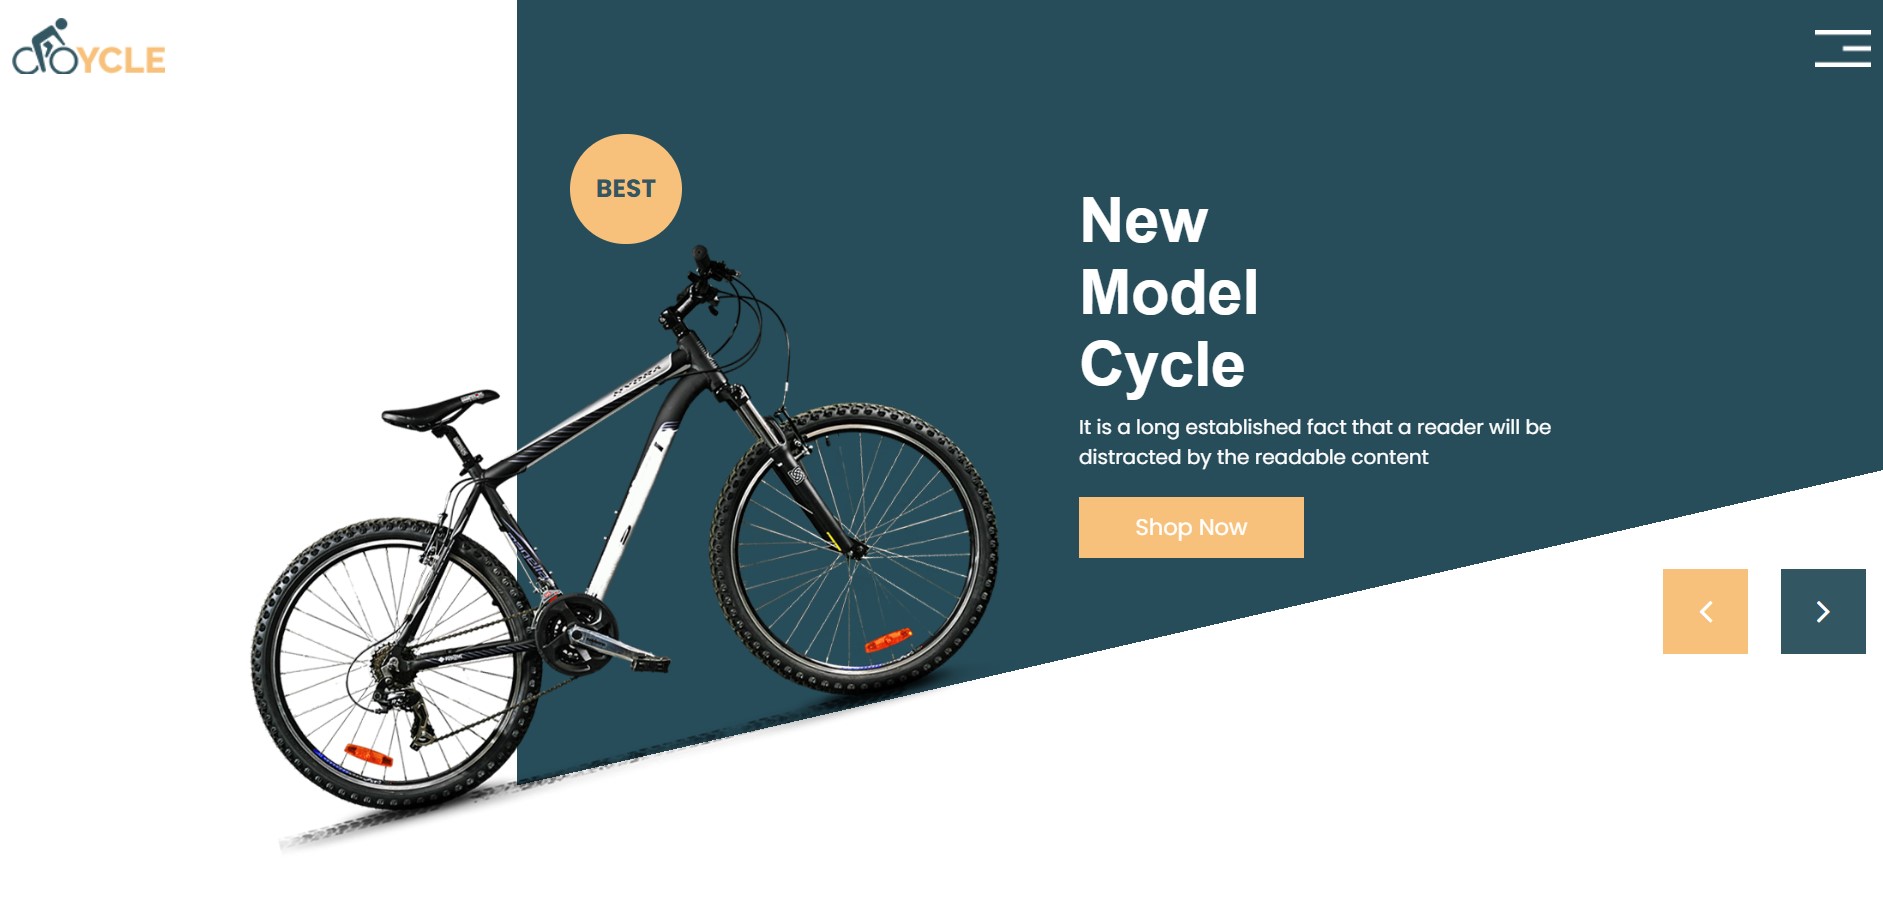 CYCLE
BEST
New
Model
Cycle
It is a long established fact that a reader will be
distracted by the readable content
Shop Now